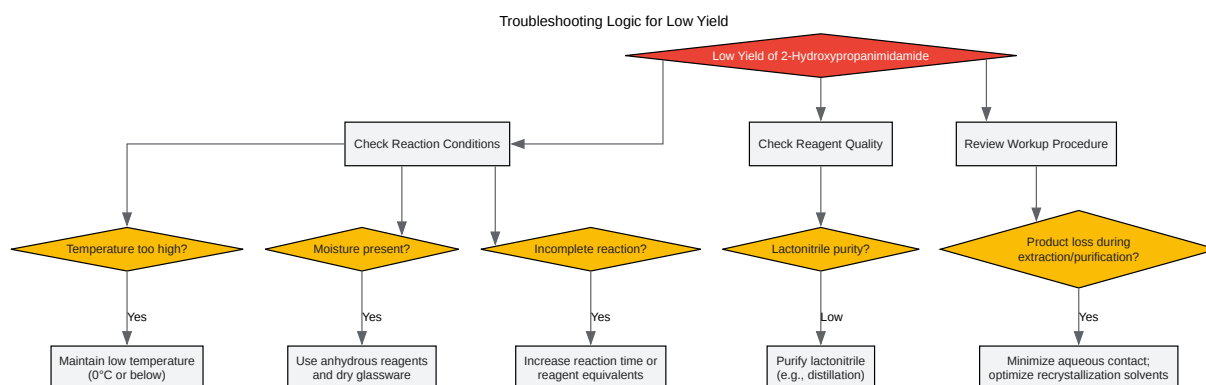 Troubleshooting Logic for Low Yield
Low Yield of 2-Hydroxypropanimidamide
Check Reaction Conditions
Check Reagent Quality
Review Workup Procedure
Temperature too high?
Moisture present?
Incomplete reaction?
Lactonitrile purity?
Product loss during
extraction/purification?
Yes
Yes
Yes
Low
Yes
Maintain low temperature
(0°C or below)
Use anhydrous reagents
and dry glassware
Increase reaction time or
reagent equivalents
Purify lactonitrile
(e.g., distillation)
Minimize aqueous contact;
optimize recrystallization solvents